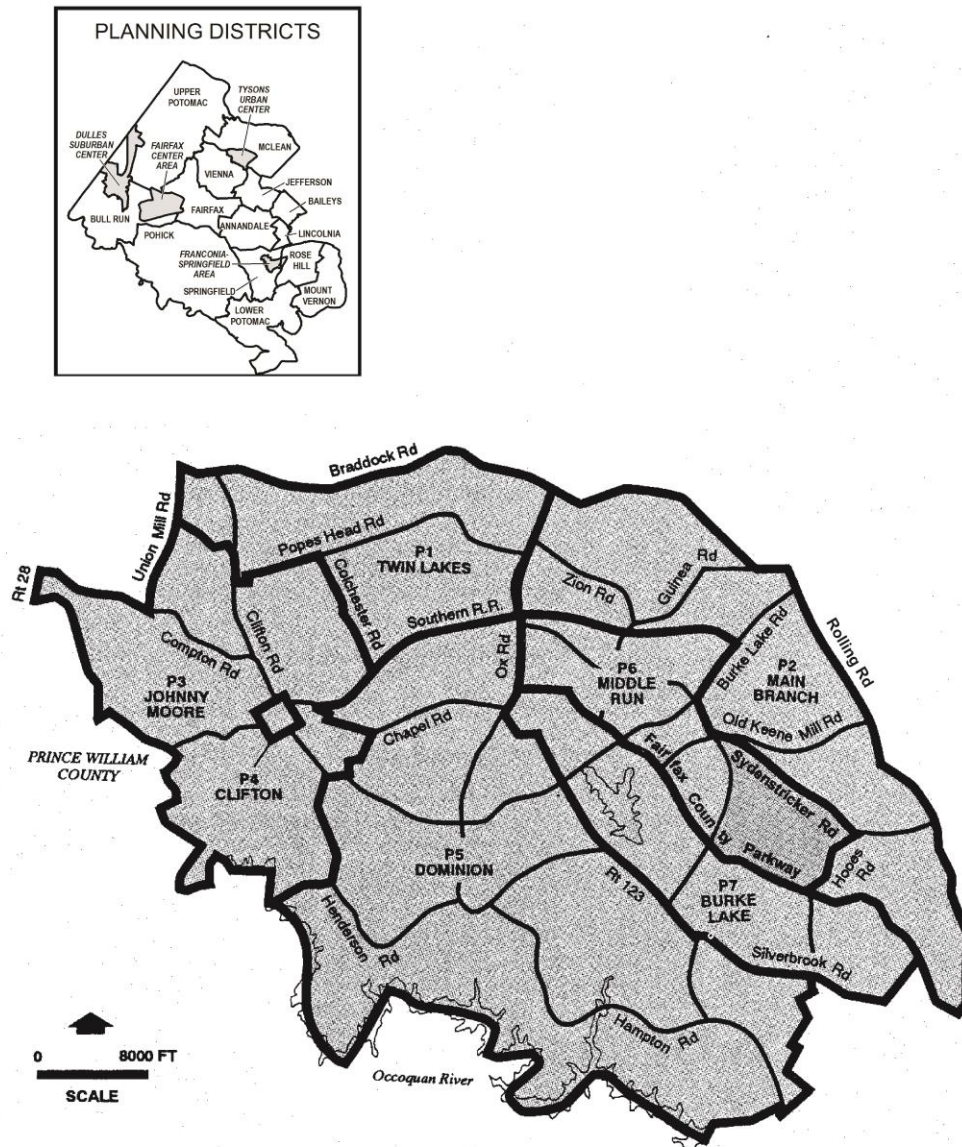 PLANNING DISTRICTS
UPPER
POTOMAC
TYSONS
URBAN
CENTER
DULLES
SUBURBAN
CENTER
FAIRFAX
CENTER
AREA
MCLEAN
VIENNA
JEFFERSON
BAILEYS
BULL RUN
FAIRFAX
ANNANDALE
LINCOLNIA
POHICK
FRANCONIA-
SPRINGFIELD
AREA
ROSE
HILL
SPRINGFIELD
MOUNT
VERNON
LOWER
POTOMAC
Braddock Rd
Union Mill Rd
Popes Head Rd
P1
TWIN LAKES
Rt 28
Colchester Rd
Zion Rd
Guinea Rd
Southern R.R.
Clifton Rd
Compton Rd
Ox Rd
Burke Lake Rd
Rolling Rd
P3
JOHNNY
MOORE
P6
MIDDLE
RUN
P2
MAIN
BRANCH
Chapel Rd
Old Keene Mill Rd
PRINCE WILLIAM
COUNTY
P4
CLIFTON
Fairfax County Parkway
Sydenstricker Rd
P5
DOMINION
Rt 123
Hooes
Rd
P7
BURKE
LAKE
Henderson
Rd
Silverbrook Rd
Hampton Rd
0 8000 FT
SCALE
Occoquan River